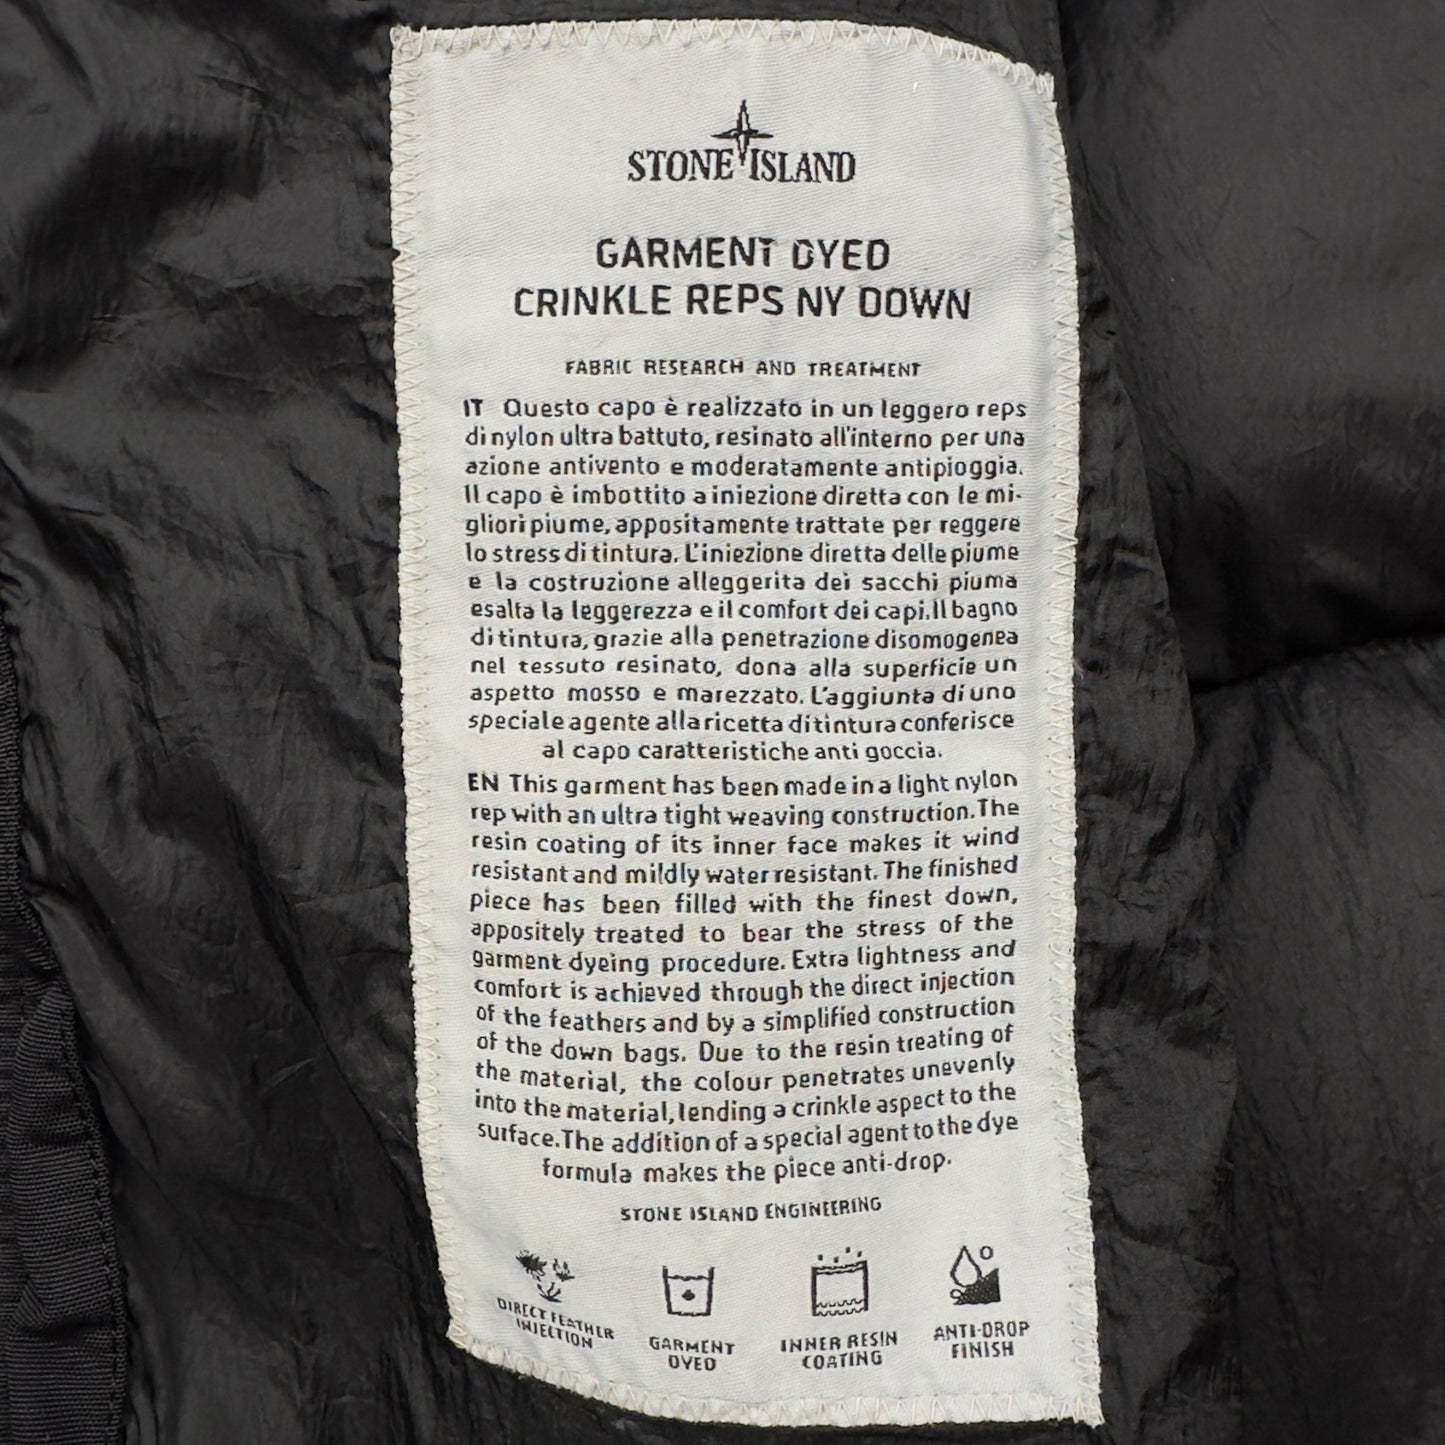 STONE ISLAND
GARMENT DYED
CRINKLE REPS NY DOWN
FABRIC RESEARCH AND TREATMENT
IT Questo capo è realizzato in un leggero reps
di nylon ultra battuto, resinato all'interno per una
azione antivento e moderatamente antipioggia.
Il capo è imbottito a iniezione diretta con le mi-
gliori piume, appositamente trattate per reggere
lo stress di tintura. L'iniezione diretta delle piume
e la costruzione alleggerita dei sacchi piuma
esalta la leggerezza e il comfort dei capi. Il bagno
di tintura, grazie alla penetrazione disomogenea
nel tessuto resinato, dona alla superficie un
aspetto mosso e marezzato. L'aggiunta di uno
speciale agente alla ricetta di tintura conferisce
al capo caratteristiche anti goccia.
EN This garment has been made in a light nylon
rep with an ultra tight weaving construction. The
resin coating of its inner face makes it wind
resistant and mildly water resistant. The finished
piece has been filled with the finest down,
appositely treated to bear the stress of the
garment dyeing procedure. Extra lightness and
comfort is achieved through the direct injection
of the feathers and by a simplified construction
of the down bags. Due to the resin treating of
the material, the colour penetrates unevenly
into the material, lending a crinkle aspect to the
surface. The addition of a special agent to the dye
formula makes the piece anti-drop.
STONE ISLAND ENGINEERING
DIRECT FEATHER
INJECTION
GARMENT
DYED
INNER RESIN
COATING
ANTI-DROP
FINISH